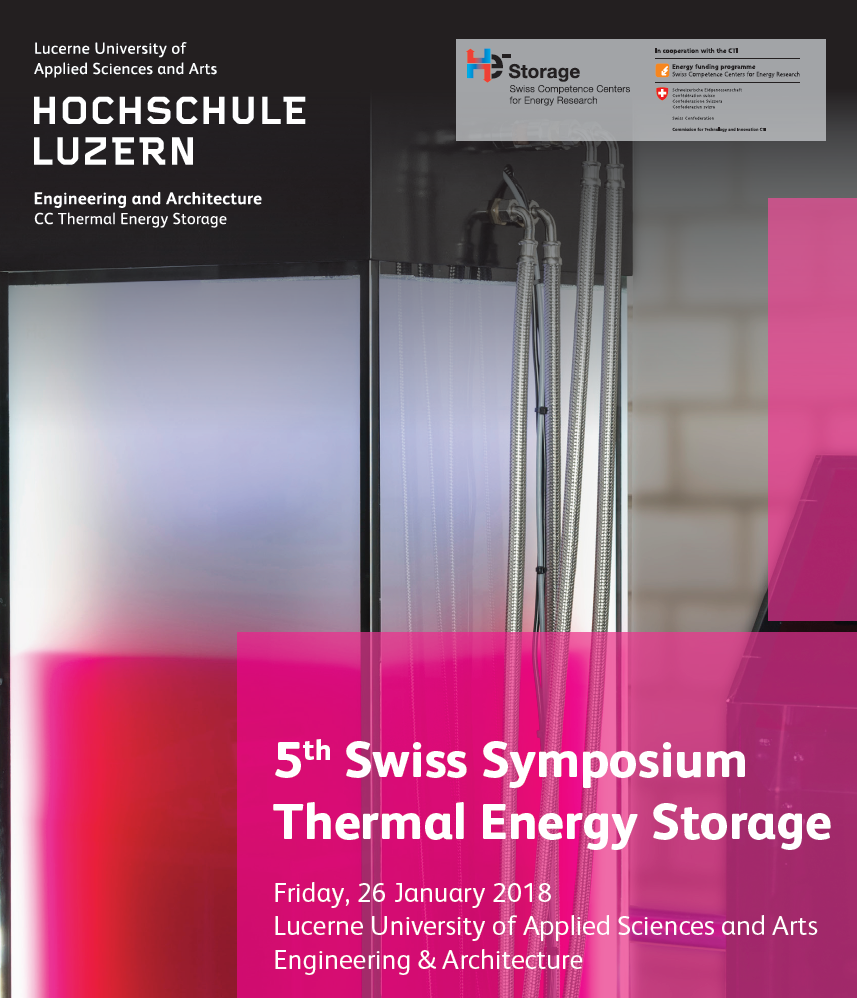 Lucerne University of
Applied Sciences and Arts
HOCHSCHULE
LUZERN
Engineering and Architecture
CC Thermal Energy Storage
He-Storage
Swiss Competence Centers
for Energy Research
In cooperation with the CTI
Energy funding programme
Swiss Competence Centers for Energy Research
Schweizerische Eidgenossenschaft
Confédération suisse
Confederazione Svizzera
Confederaziun svizra
Swiss Confederation
Commission for Technology and Innovation CTI
5th Swiss Symposium
Thermal Energy Storage
Friday, 26 January 2018
Lucerne University of Applied Sciences and Arts
Engineering & Architecture